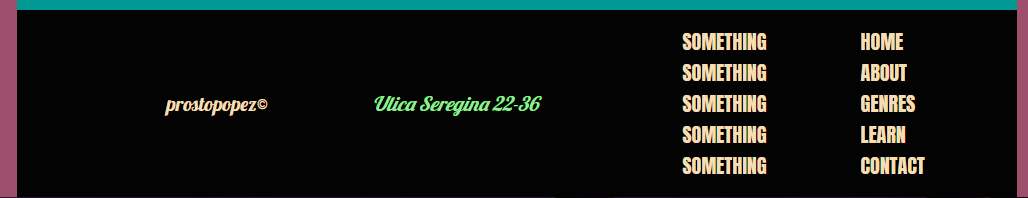 prostopopez©
Ulica Seregina 22-36
SOMETHING
SOMETHING
SOMETHING
SOMETHING
SOMETHING
HOME
ABOUT
GENRES
LEARN
CONTACT